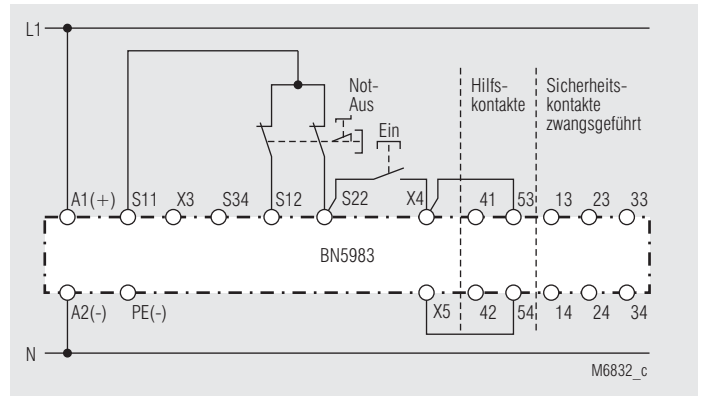 L1
Not-
Aus
Ein
Hilfs-
kontakte
Sicherheits-
kontakte
zwangsgeführt
A1(+) S11 X3 S34 S12 S22 X4 41 53 13 23 33
BN5983
A2(-) PE(-) X5 42 54 14 24 34
N
M6832_c